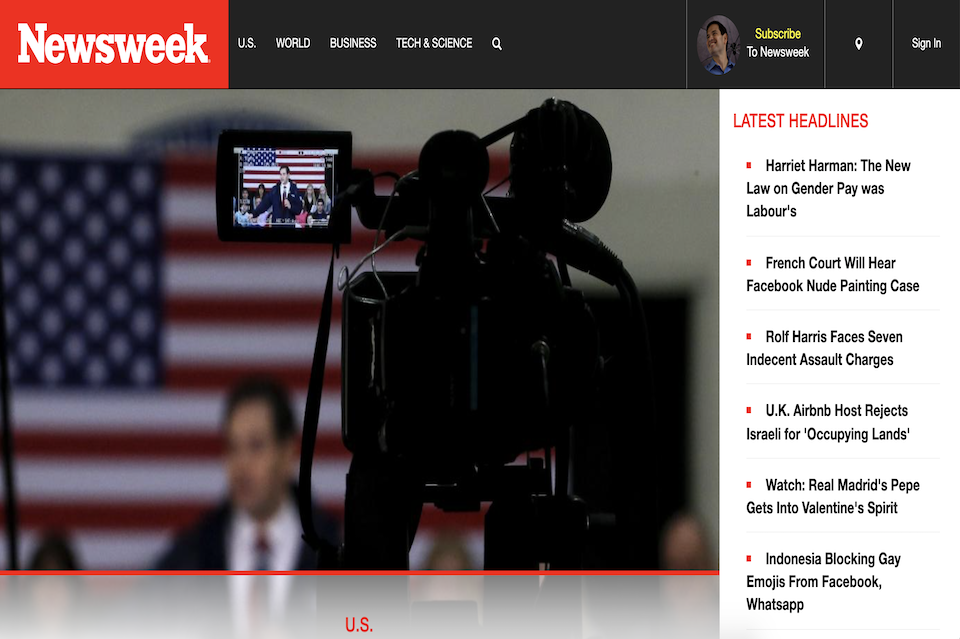 Newsweek
U.S.
WORLD
BUSINESS
TECH & SCIENCE
Subscribe
To Newsweek
Sign In
LATEST HEADLINES
Harriet Harman: The New
Law on Gender Pay was
Labour's
French Court Will Hear
Facebook Nude Painting Case
Rolf Harris Faces Seven
Indecent Assault Charges
U.K. Airbnb Host Rejects
Israeli for 'Occupying Lands'
Watch: Real Madrid's Pepe
Gets Into Valentine's Spirit
Indonesia Blocking Gay
Emojis From Facebook,
Whatsapp
U.S.